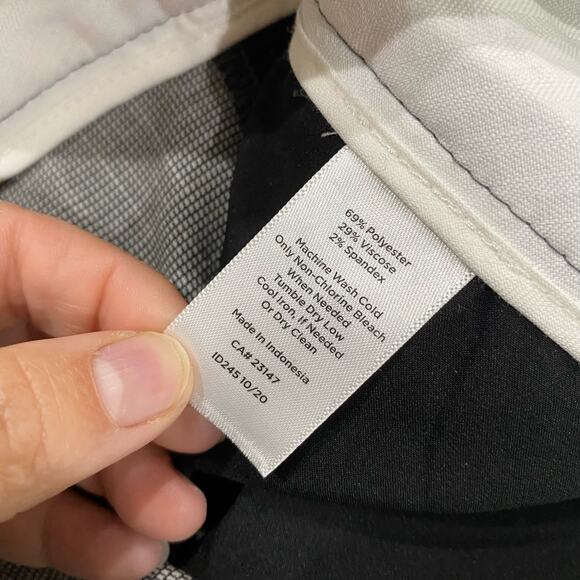 69% Polyester
29% Viscose
2% Spandex
Machine Wash Cold
Only Non-Chlorine Bleach
When Needed
Tumble Dry Low
Cool Iron, if Needed
Or Dry Clean
Made in Indonesia
CA# 23147
ID245 10/20